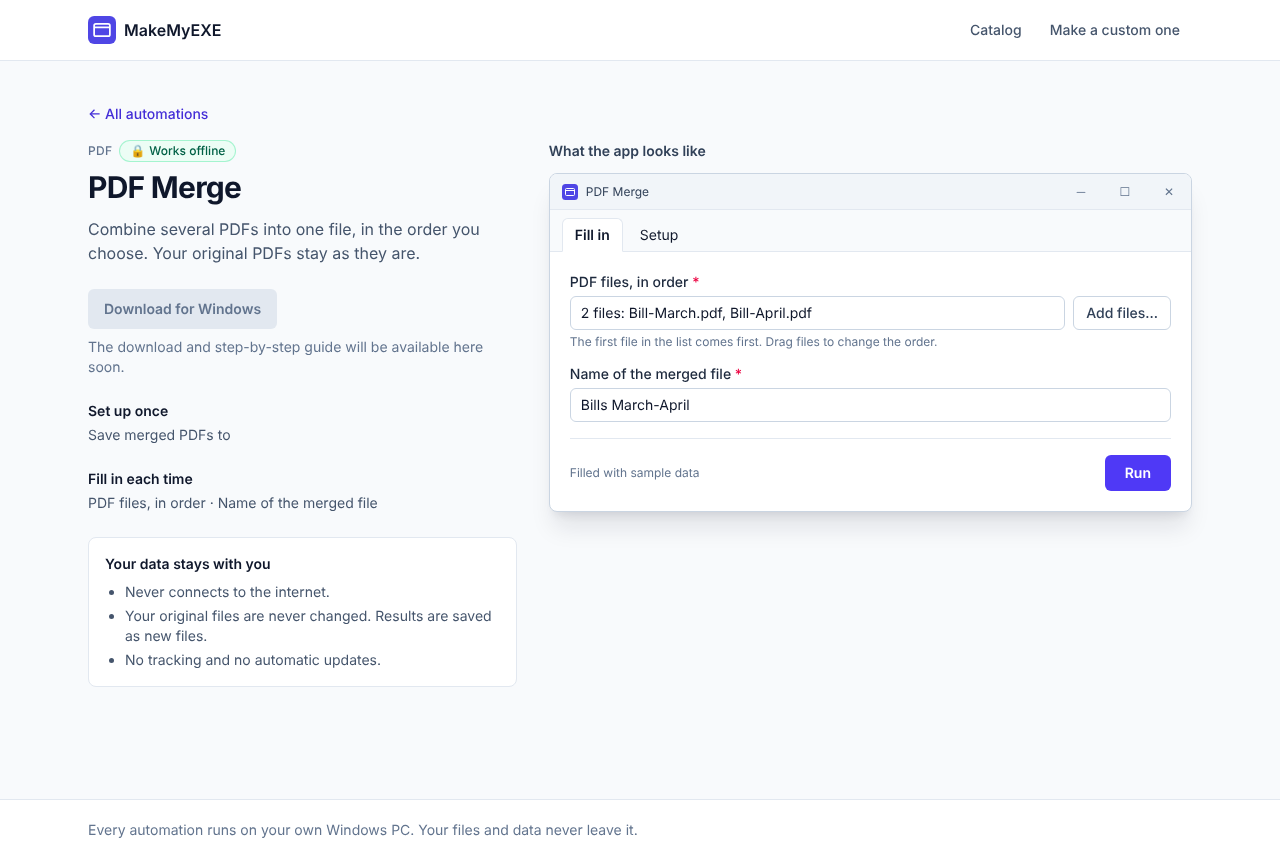 MakeMyEXE
Catalog
Make a custom one
← All automations
PDF
🔒 Works offline
PDF Merge
Combine several PDFs into one file, in the order you
choose. Your original PDFs stay as they are.
Download for Windows
The download and step-by-step guide will be available here
soon.
Set up once
Save merged PDFs to
Fill in each time
PDF files, in order · Name of the merged file
Your data stays with you
• Never connects to the internet.
• Your original files are never changed. Results are saved
as new files.
• No tracking and no automatic updates.
What the app looks like
PDF Merge
Fill in
Setup
PDF files, in order *
2 files: Bill-March.pdf, Bill-April.pdf
Add files…
The first file in the list comes first. Drag files to change the order.
Name of the merged file *
Bills March-April
Filled with sample data
Run
Every automation runs on your own Windows PC. Your files and data never leave it.